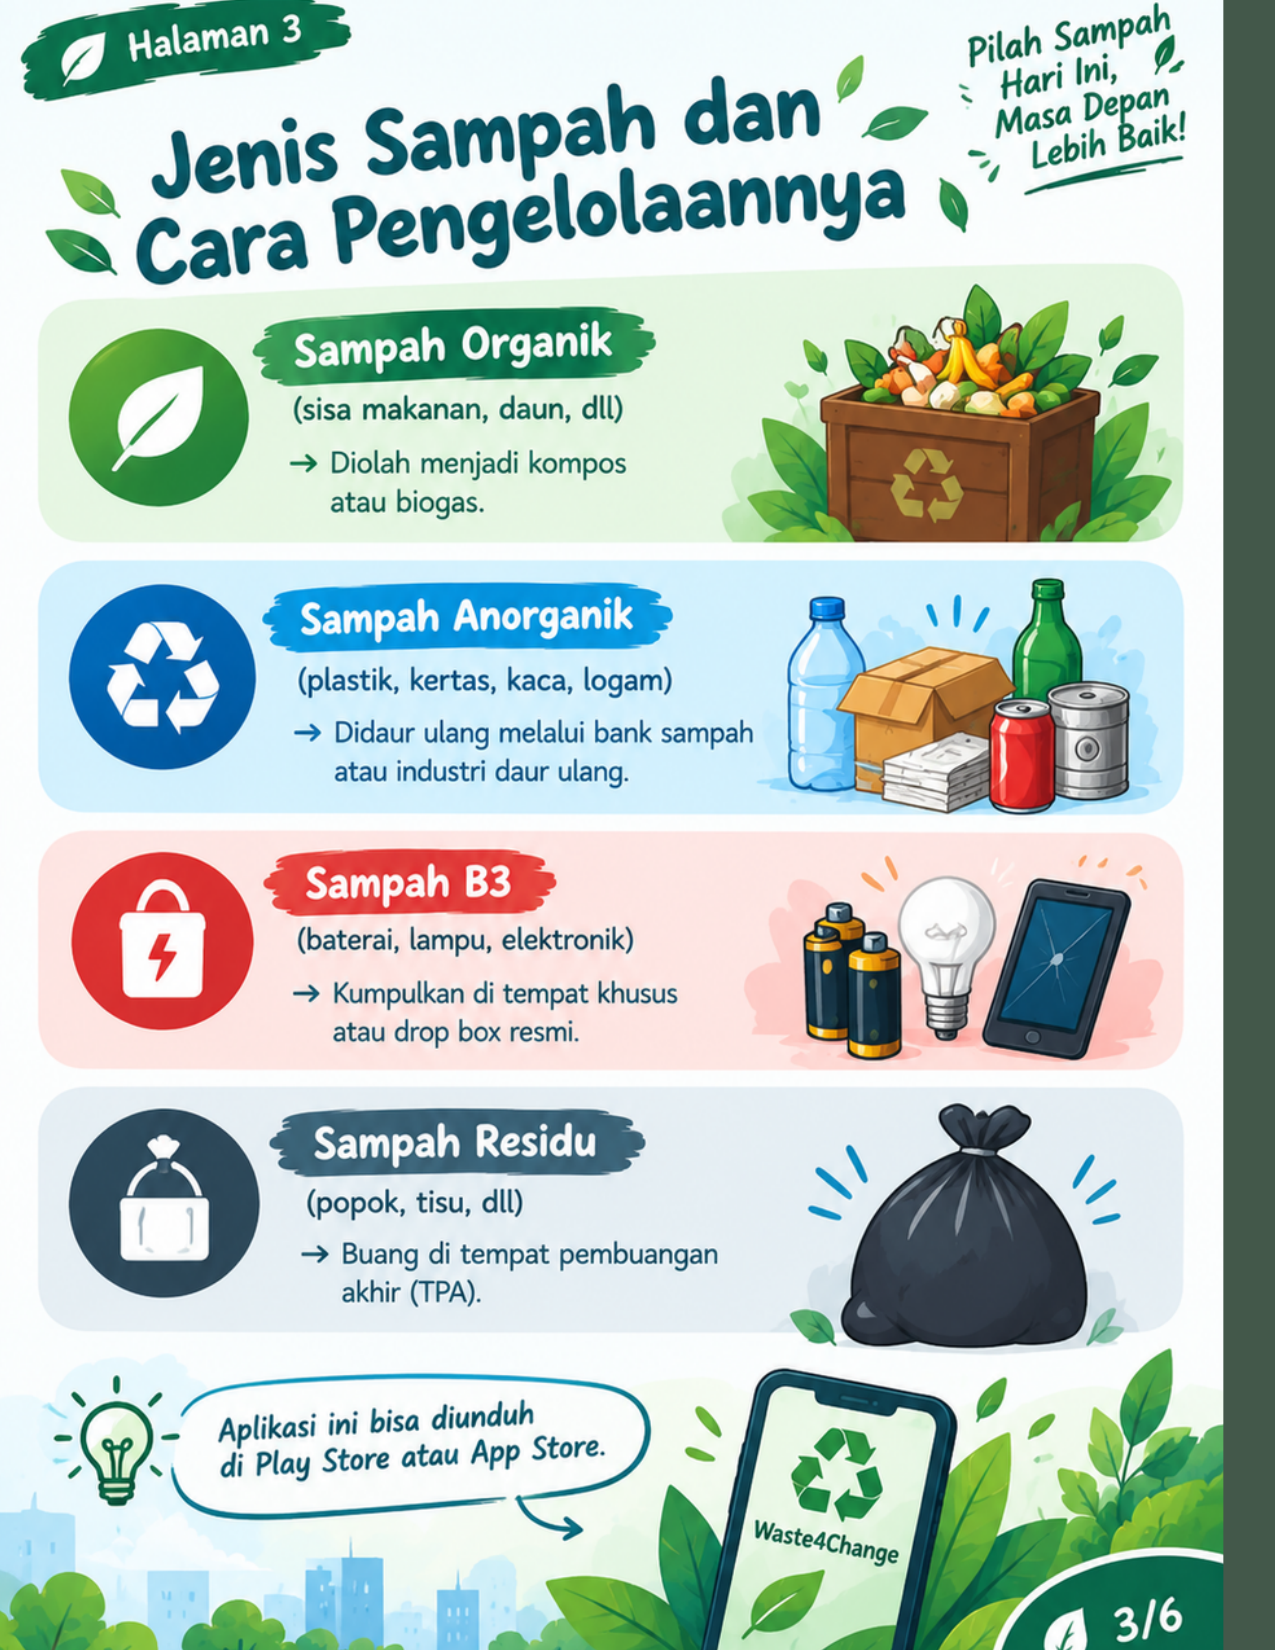 Halaman 3
Pilah Sampah
Hari Ini,
Masa Depan
Lebih Baik!
Jenis Sampah dan
Cara Pengelolaannya
Sampah Organik
(sisa makanan, daun, dll)
→ Diolah menjadi kompos
atau biogas.
Sampah Anorganik
(plastik, kertas, kaca, logam)
→ Didaur ulang melalui bank sampah
atau industri daur ulang.
Sampah B3
(baterai, lampu, elektronik)
→ Kumpulkan di tempat khusus
atau drop box resmi.
Sampah Residu
(popok, tisu, dll)
→ Buang di tempat pembuangan
akhir (TPA).
Aplikasi ini bisa diunduh
di Play Store atau App Store.
Waste4Change
3/6